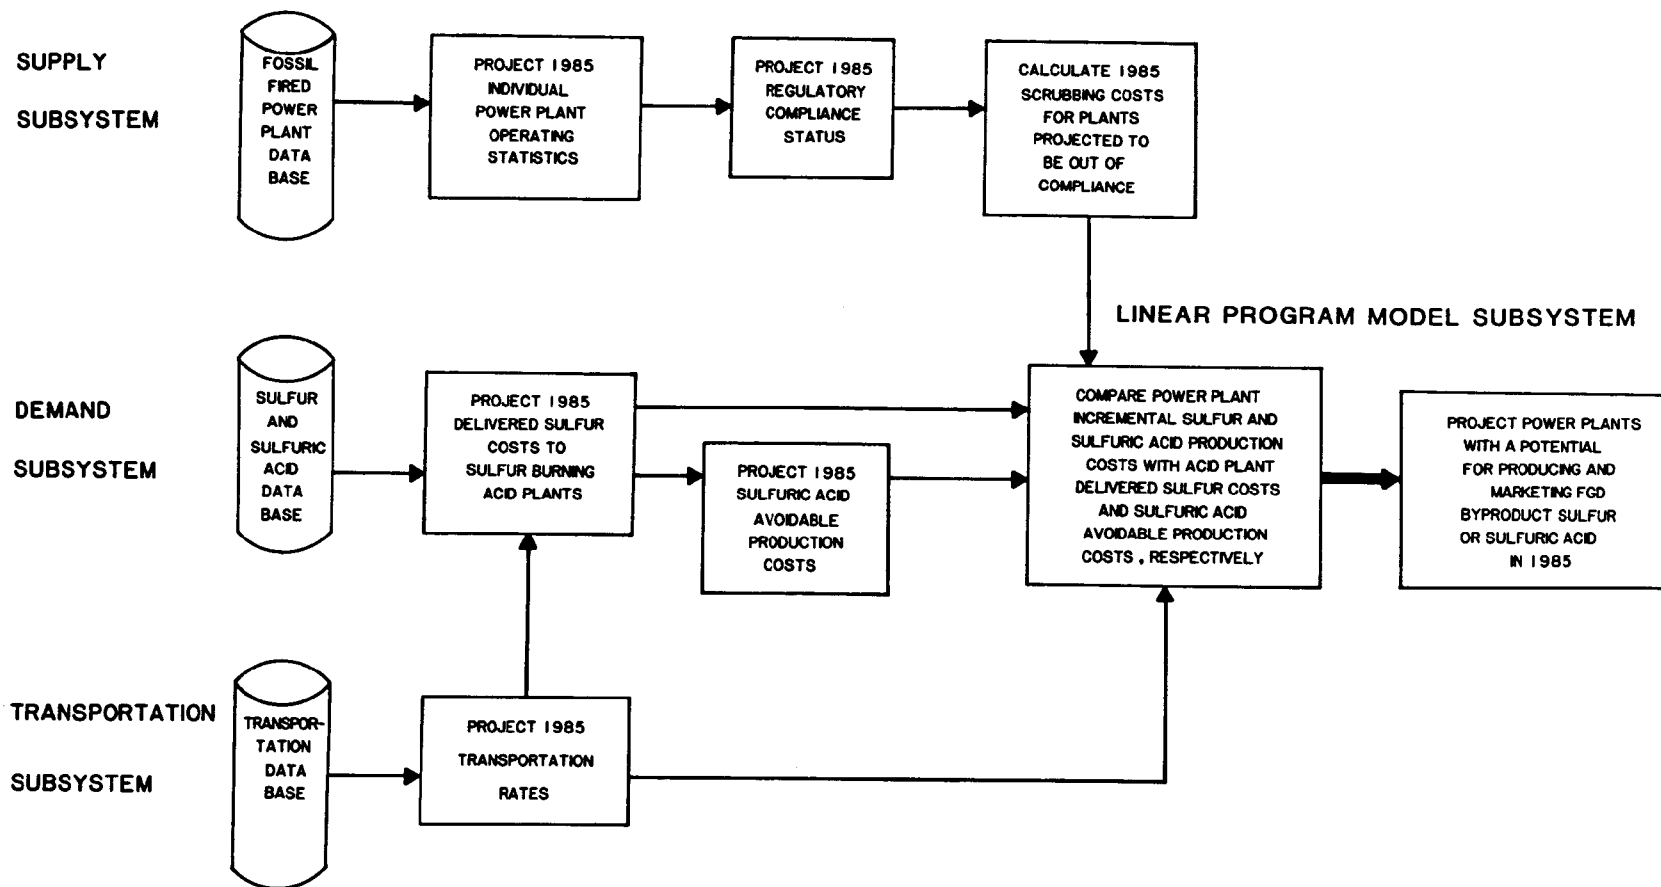 SUPPLY
SUBSYSTEM
FOSSIL
FIRED
POWER
PLANT
DATA
BASE
PROJECT 1985
INDIVIDUAL
POWER PLANT
OPERATING
STATISTICS
PROJECT 1985
REGULATORY
COMPLIANCE
STATUS
CALCULATE 1985
SCRUBBING COSTS
FOR PLANTS
PROJECTED TO
BE OUT OF
COMPLIANCE
LINEAR PROGRAM MODEL SUBSYSTEM
DEMAND
SUBSYSTEM
SULFUR
AND
SULFURIC
ACID
DATA
BASE
PROJECT 1985
DELIVERED SULFUR
COSTS TO
SULFUR BURNING
ACID PLANTS
PROJECT 1985
SULFURIC ACID
AVOIDABLE
PRODUCTION
COSTS
COMPARE POWER PLANT
INCREMENTAL SULFUR AND
SULFURIC ACID PRODUCTION
COSTS WITH ACID PLANT
DELIVERED SULFUR COSTS
AND SULFURIC ACID
AVOIDABLE PRODUCTION
COSTS , RESPECTIVELY
PROJECT POWER PLANTS
WITH A POTENTIAL
FOR PRODUCING AND
MARKETING FGD
BYPRODUCT SULFUR
OR SULFURIC ACID
IN 1985
TRANSPORTATION
SUBSYSTEM
TRANSPOR-
TATION
DATA
BASE
PROJECT 1985
TRANSPORTATION
RATES